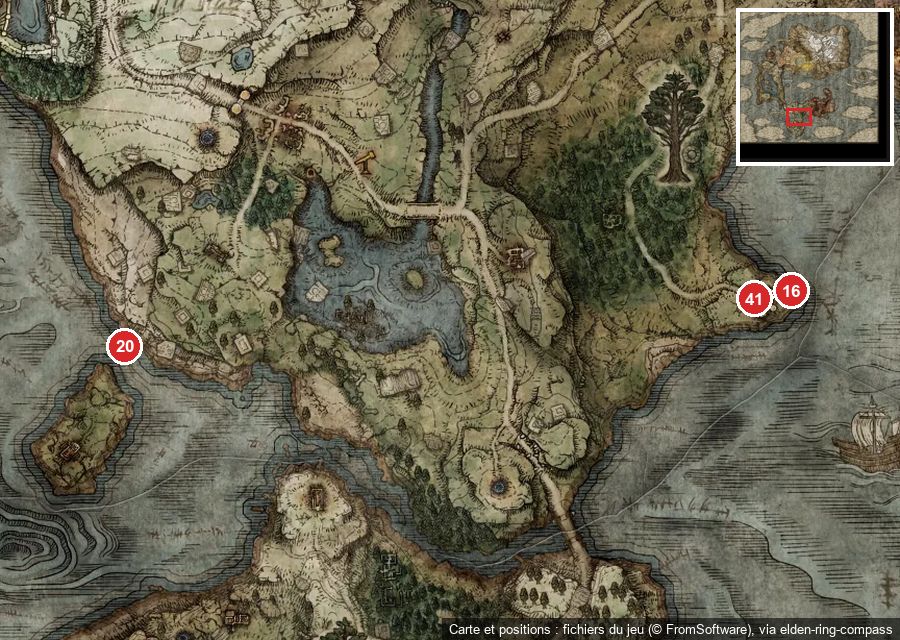 41
16
20
Carte et positions : fichiers du jeu (© FromSoftware), via elden-ring-compass